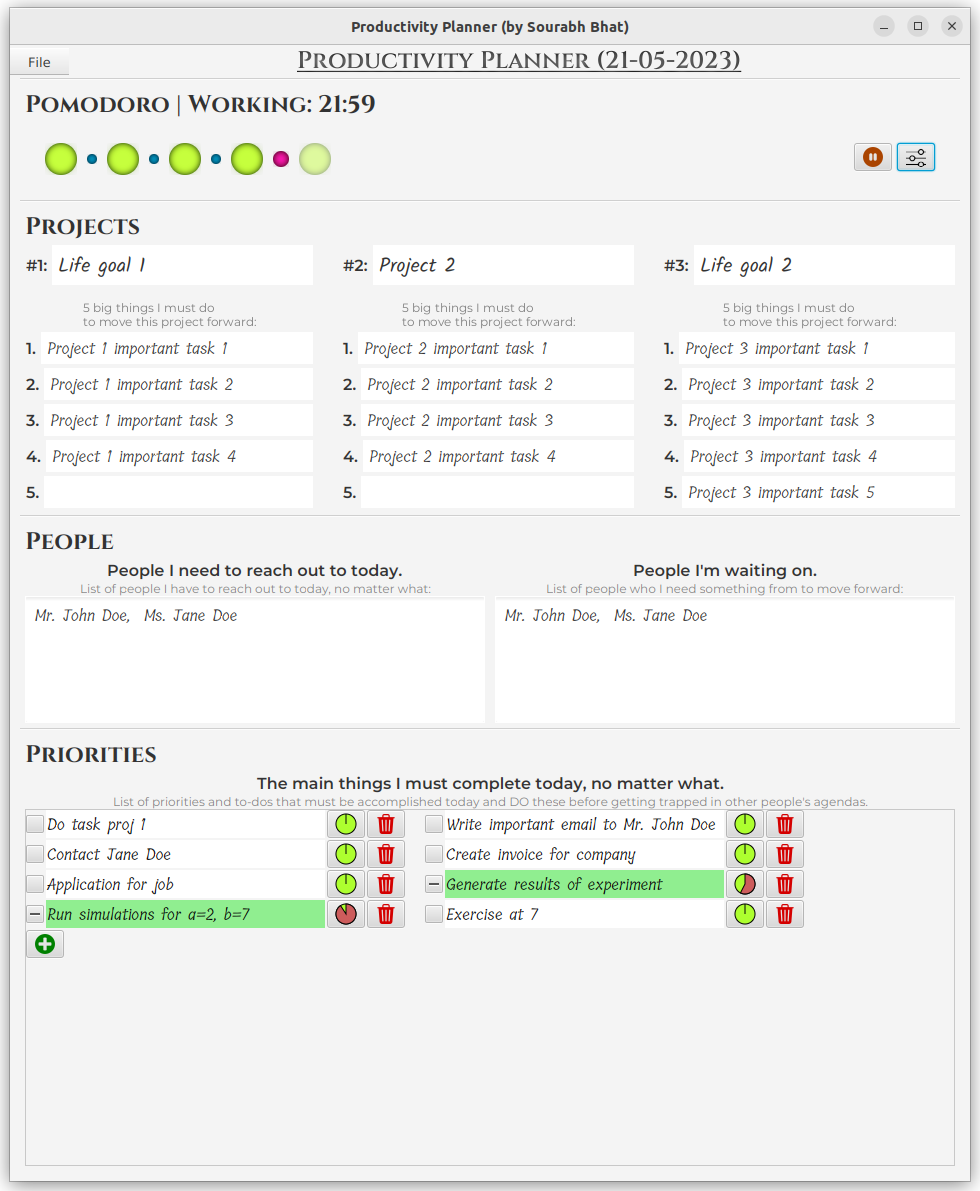 Productivity Planner (by Sourabh Bhat)
File
Productivity Planner (21-05-2023)
Pomodoro | Working: 21:59
Projects
#1: Life goal 1
#2: Project 2
#3: Life goal 2
5 big things I must do
to move this project forward:
5 big things I must do
to move this project forward:
5 big things I must do
to move this project forward:
1. Project 1 important task 1
2. Project 1 important task 2
3. Project 1 important task 3
4. Project 1 important task 4
5.
1. Project 2 important task 1
2. Project 2 important task 2
3. Project 2 important task 3
4. Project 2 important task 4
5.
1. Project 3 important task 1
2. Project 3 important task 2
3. Project 3 important task 3
4. Project 3 important task 4
5. Project 3 important task 5
People
People I need to reach out to today.
List of people I have to reach out to today, no matter what:
Mr. John Doe, Ms. Jane Doe
People I'm waiting on.
List of people who I need something from to move forward:
Mr. John Doe, Ms. Jane Doe
Priorities
The main things I must complete today, no matter what.
List of priorities and to-dos that must be accomplished today and DO these before getting trapped in other people's agendas.
Do task proj 1
Contact Jane Doe
Application for job
Run simulations for a=2, b=7
Write important email to Mr. John Doe
Create invoice for company
Generate results of experiment
Exercise at 7